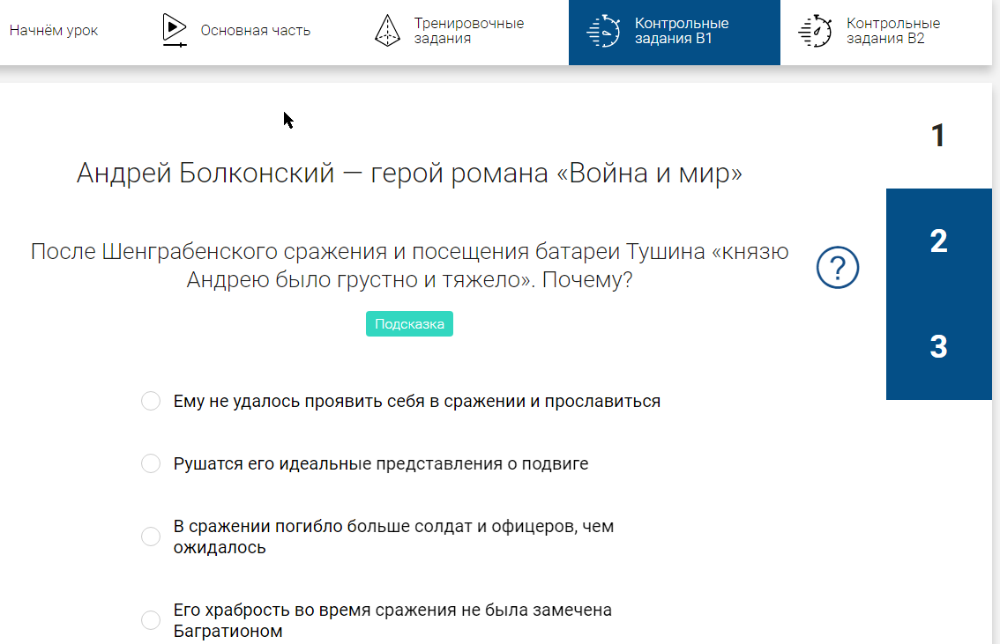 Начнём урок
Основная часть
Тренировочные
задания
Контрольные
задания В1
Контрольные
задания В2
1
Андрей Болконский — герой романа «Война и мир»
2
После Шенграбенского сражения и посещения батареи Тушина «князю
Андрею было грустно и тяжело». Почему?
?
Подсказка
3
Ему не удалось проявить себя в сражении и прославиться
Рушатся его идеальные представления о подвиге
В сражении погибло больше солдат и офицеров, чем
ожидалось
Его храбрость во время сражения не была замечена
Багратионом